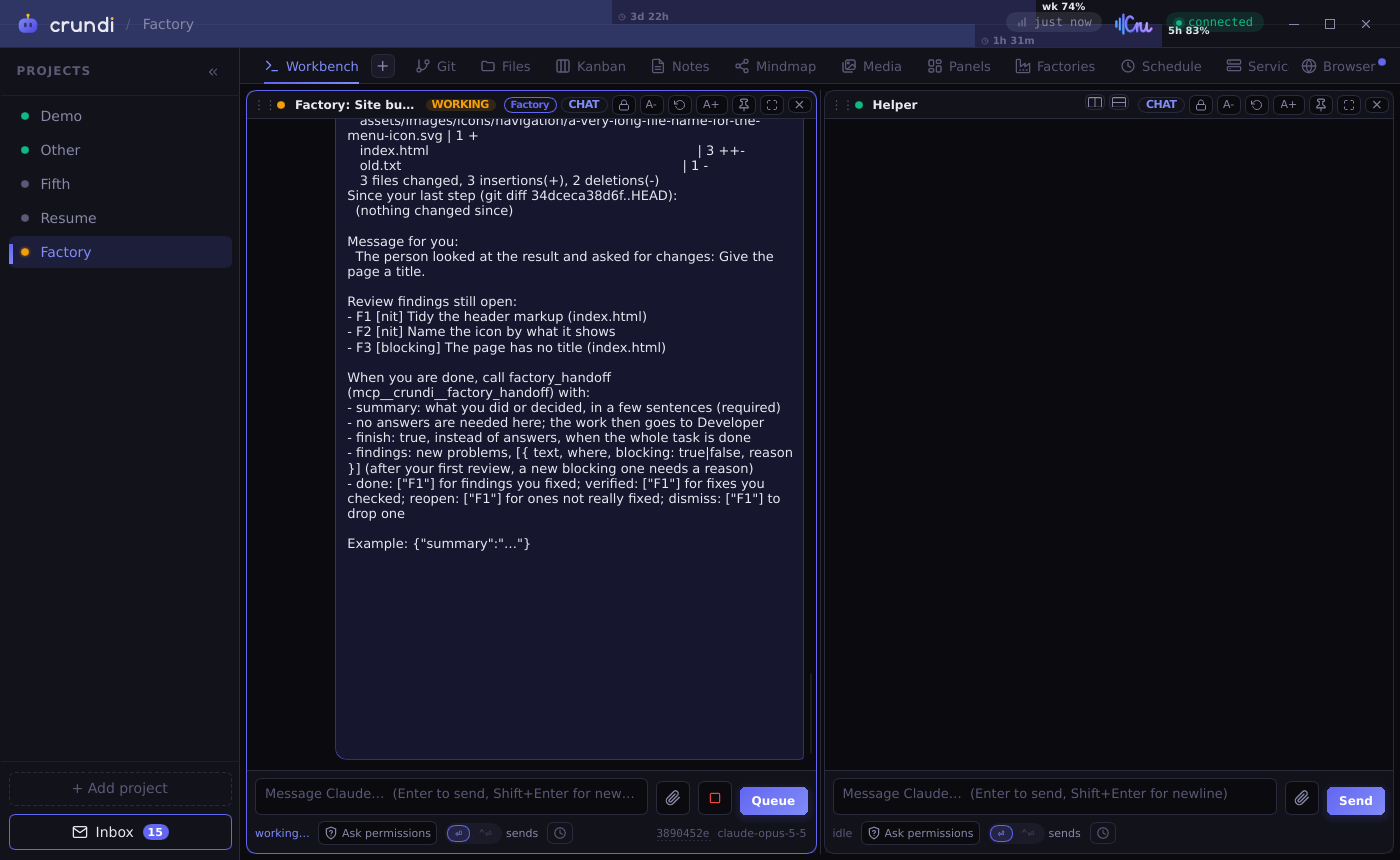 crundi / Factory
3d 22h
wk 74%
just now
Cru
connected
1h 31m
5h 83%
PROJECTS «
Workbench + Git Files Kanban Notes Mindmap Media Panels Factories Schedule Servic Browser
Demo
Other
Fifth
Resume
Factory
+ Add project
Inbox 15
Factory: Site bu… WORKING Factory CHAT A- A+
assets/images/icons/navigation/a-very-long-file-name-for-the-
menu-icon.svg | 1 +
index.html | 3 ++-
old.txt | 1 -
3 files changed, 3 insertions(+), 2 deletions(-)
Since your last step (git diff 34dceca38d6f..HEAD):
(nothing changed since)
Message for you:
The person looked at the result and asked for changes: Give the
page a title.
Review findings still open:
- F1 [nit] Tidy the header markup (index.html)
- F2 [nit] Name the icon by what it shows
- F3 [blocking] The page has no title (index.html)
When you are done, call factory_handoff
(mcp__crundi__factory_handoff) with:
- summary: what you did or decided, in a few sentences (required)
- no answers are needed here; the work then goes to Developer
- finish: true, instead of answers, when the whole task is done
- findings: new problems, [{ text, where, blocking: true|false, reason
}] (after your first review, a new blocking one needs a reason)
- done: ["F1"] for findings you fixed; verified: ["F1"] for fixes you
checked; reopen: ["F1"] for ones not really fixed; dismiss: ["F1"] to
drop one
Example: {"summary":"…"}
Message Claude… (Enter to send, Shift+Enter for new…
Queue
working… Ask permissions sends 3890452e claude-opus-5-5
Helper CHAT A- A+
Message Claude… (Enter to send, Shift+Enter for newline)
Send
idle Ask permissions sends